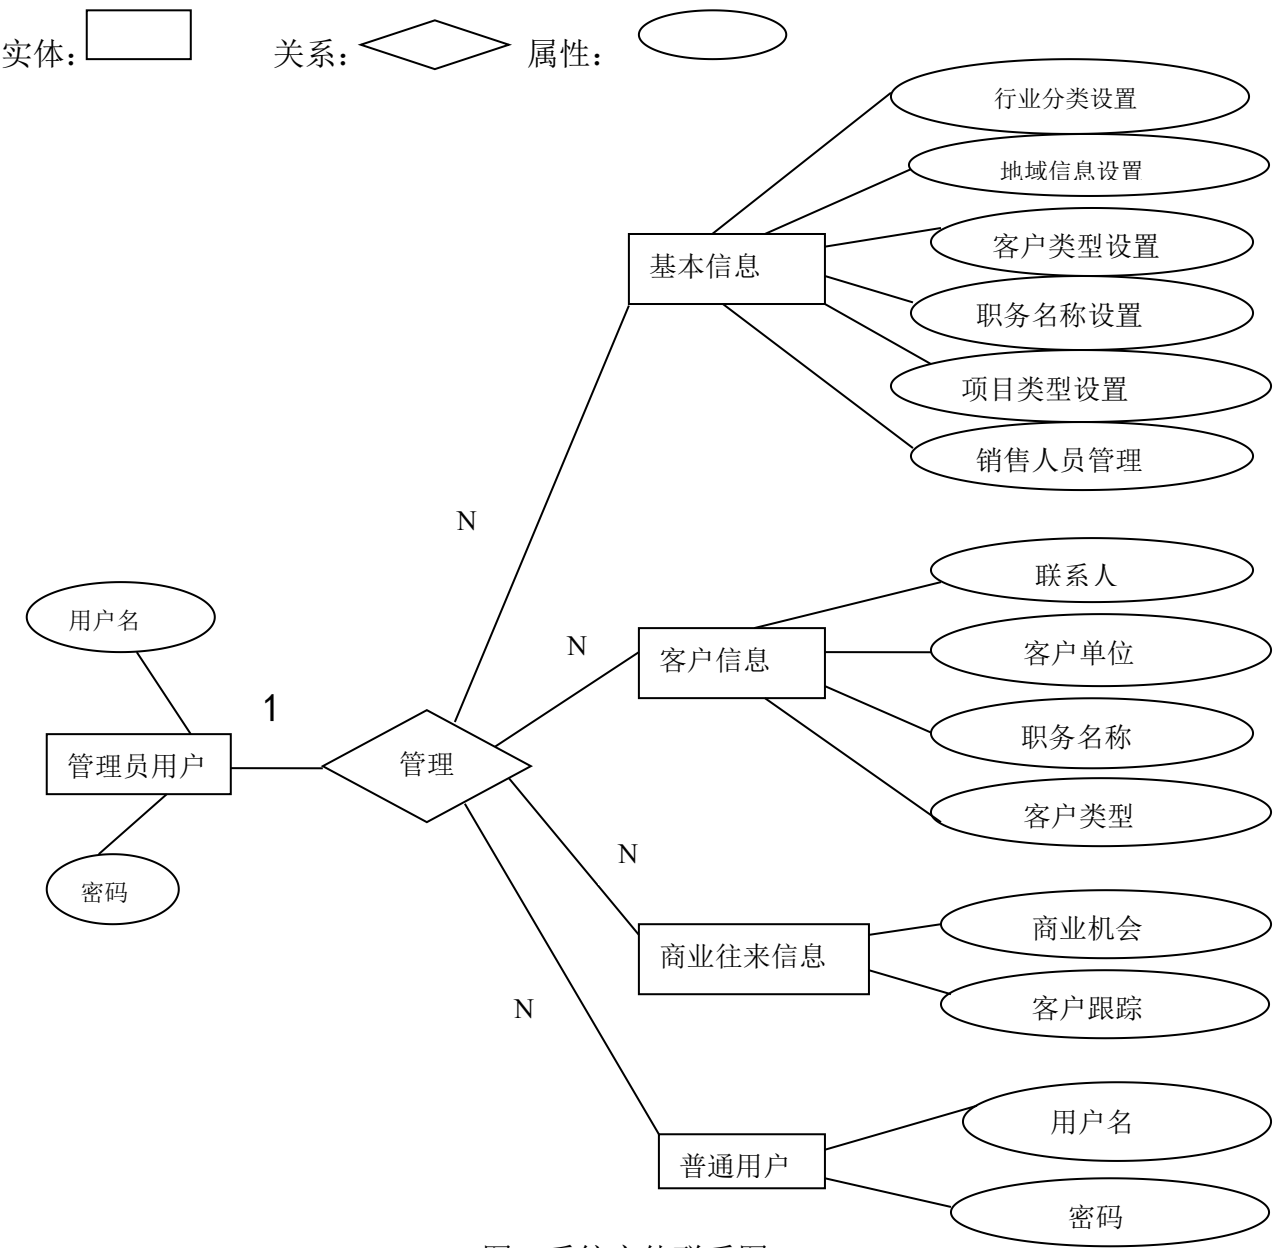 实体：
关系：
属性：
行业分类设置
地域信息设置
客户类型设置
基本信息
职务名称设置
项目类型设置
销售人员管理
N
联系人
用户名
N
客户信息
客户单位
1
职务名称
管理员用户
管理
客户类型
N
密码
商业机会
商业往来信息
N
客户跟踪
用户名
普通用户
密码